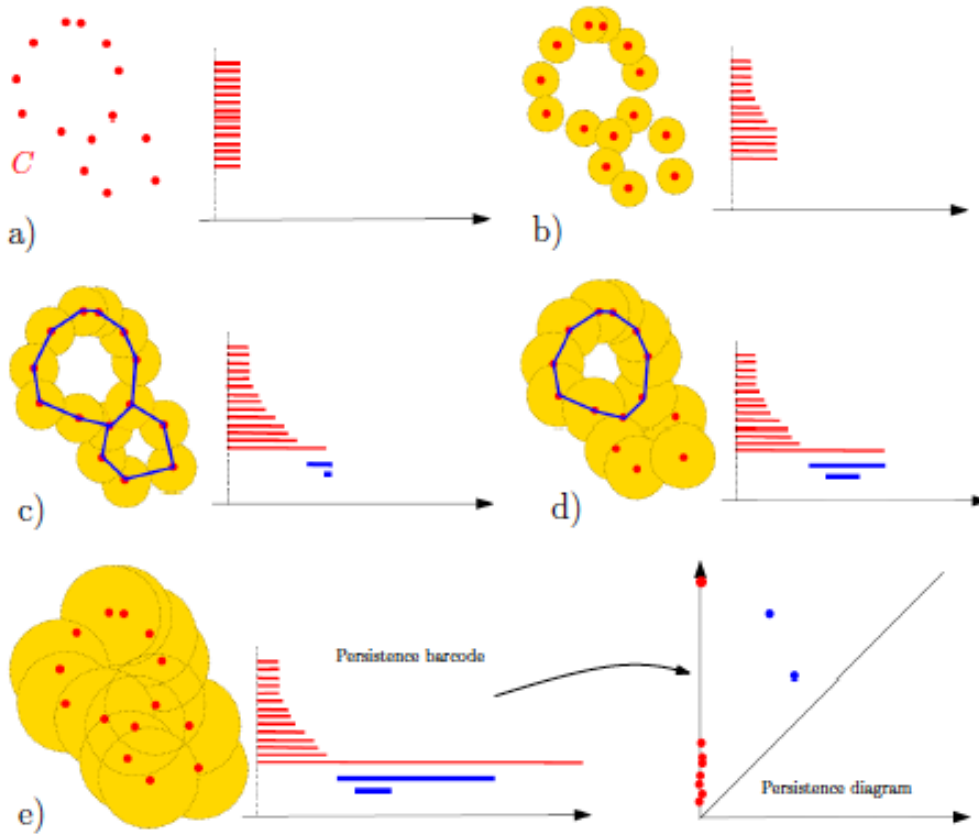 C
a)
b)
c)
d)
Persistence barcode
Persistence diagram
e)